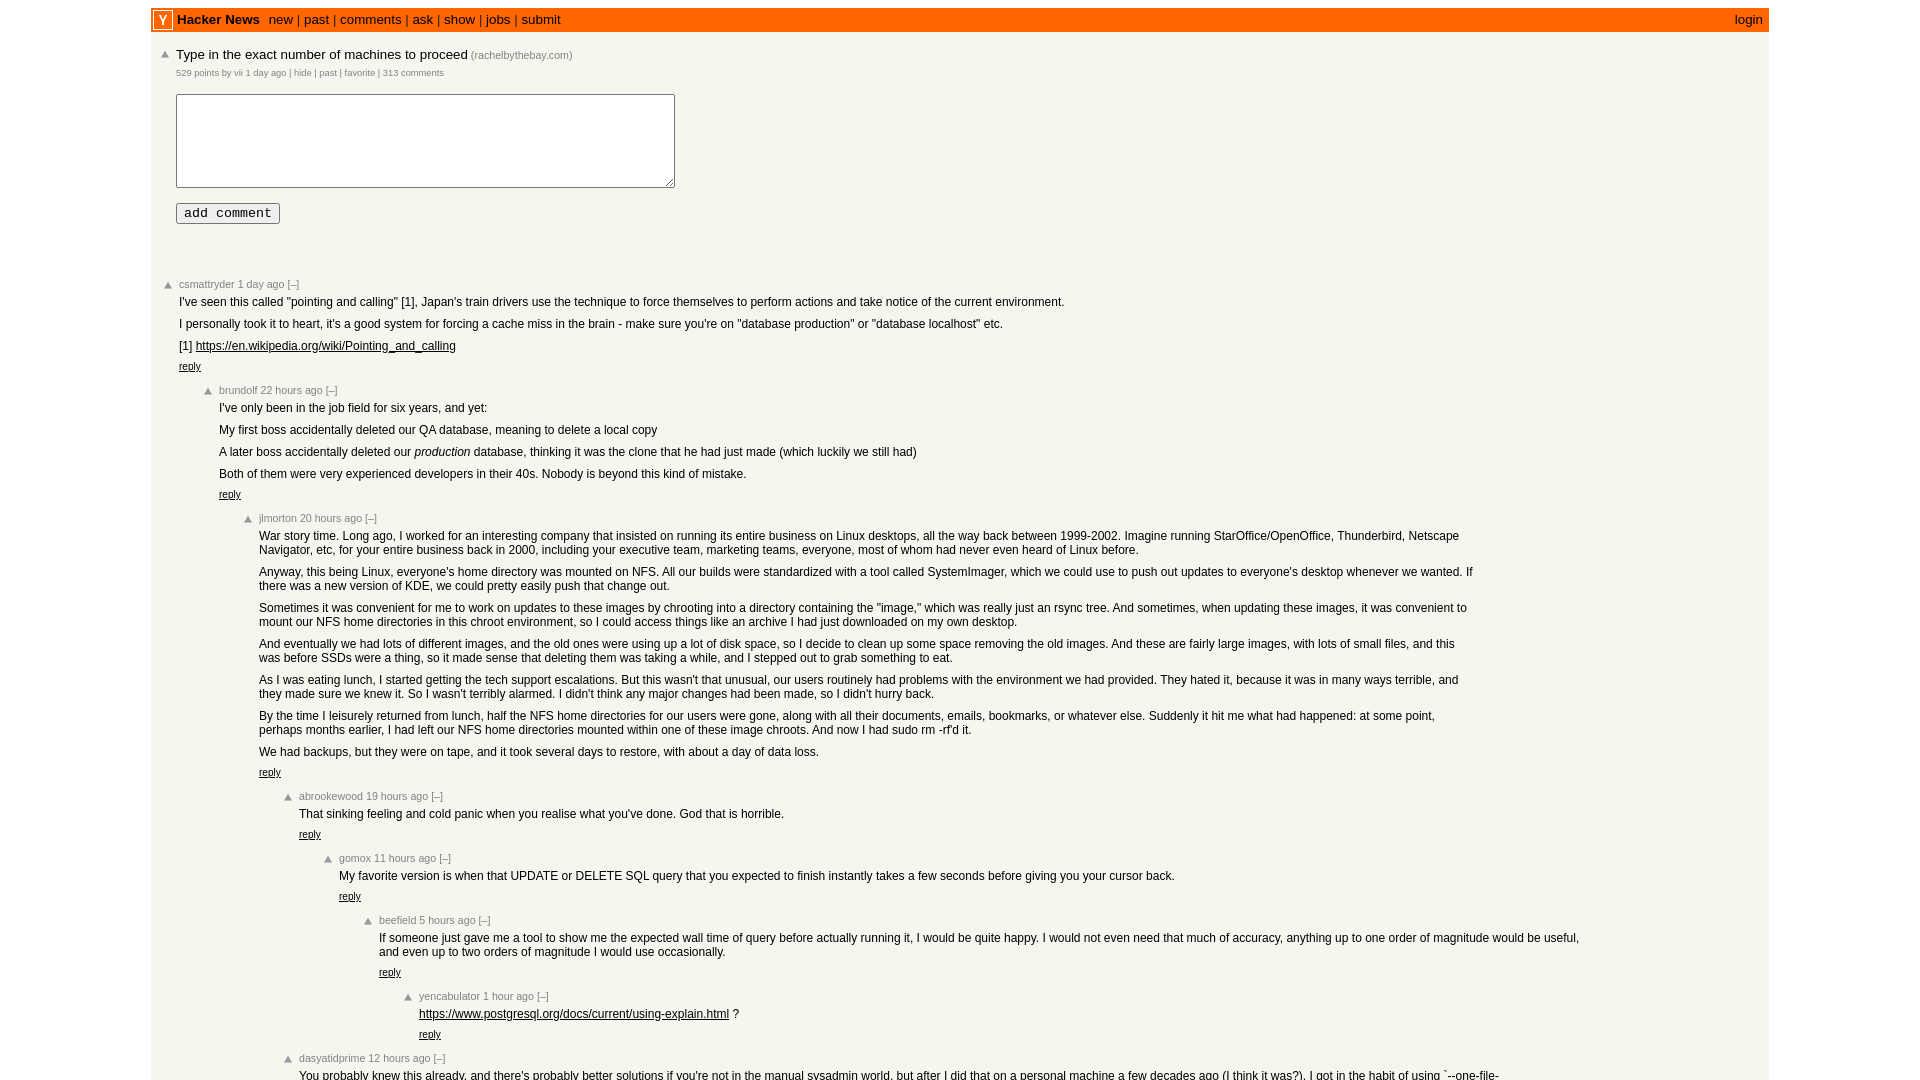 Y Hacker News new | past | comments | ask | show | jobs | submit login
Type in the exact number of machines to proceed (rachelbythebay.com)
529 points by vii 1 day ago | hide | past | favorite | 313 comments
add comment
csmattryder 1 day ago [–]
I've seen this called "pointing and calling" [1], Japan's train drivers use the technique to force themselves to perform actions and take notice of the current environment.
I personally took it to heart, it's a good system for forcing a cache miss in the brain - make sure you're on "database production" or "database localhost" etc.
[1] https://en.wikipedia.org/wiki/Pointing_and_calling
reply
brundolf 22 hours ago [–]
I've only been in the job field for six years, and yet:
My first boss accidentally deleted our QA database, meaning to delete a local copy
A later boss accidentally deleted our production database, thinking it was the clone that he had just made (which luckily we still had)
Both of them were very experienced developers in their 40s. Nobody is beyond this kind of mistake.
reply
jlmorton 20 hours ago [–]
War story time. Long ago, I worked for an interesting company that insisted on running its entire business on Linux desktops, all the way back between 1999-2002. Imagine running StarOffice/OpenOffice, Thunderbird, Netscape
Navigator, etc, for your entire business back in 2000, including your executive team, marketing teams, everyone, most of whom had never even heard of Linux before.
Anyway, this being Linux, everyone's home directory was mounted on NFS. All our builds were standardized with a tool called SystemImager, which we could use to push out updates to everyone's desktop whenever we wanted. If
there was a new version of KDE, we could pretty easily push that change out.
Sometimes it was convenient for me to work on updates to these images by chrooting into a directory containing the "image," which was really just an rsync tree. And sometimes, when updating these images, it was convenient to
mount our NFS home directories in this chroot environment, so I could access things like an archive I had just downloaded on my own desktop.
And eventually we had lots of different images, and the old ones were using up a lot of disk space, so I decide to clean up some space removing the old images. And these are fairly large images, with lots of small files, and this
was before SSDs were a thing, so it made sense that deleting them was taking a while, and I stepped out to grab something to eat.
As I was eating lunch, I started getting the tech support escalations. But this wasn't that unusual, our users routinely had problems with the environment we had provided. They hated it, because it was in many ways terrible, and
they made sure we knew it. So I wasn't terribly alarmed. I didn't think any major changes had been made, so I didn't hurry back.
By the time I leisurely returned from lunch, half the NFS home directories for our users were gone, along with all their documents, emails, bookmarks, or whatever else. Suddenly it hit me what had happened: at some point,
perhaps months earlier, I had left our NFS home directories mounted within one of these image chroots. And now I had sudo rm -rf'd it.
We had backups, but they were on tape, and it took several days to restore, with about a day of data loss.
reply
abrookewood 19 hours ago [–]
That sinking feeling and cold panic when you realise what you've done. God that is horrible.
reply
gomox 11 hours ago [–]
My favorite version is when that UPDATE or DELETE SQL query that you expected to finish instantly takes a few seconds before giving you your cursor back.
reply
beefield 5 hours ago [–]
If someone just gave me a tool to show me the expected wall time of query before actually running it, I would be quite happy. I would not even need that much of accuracy, anything up to one order of magnitude would be useful,
and even up to two orders of magnitude I would use occasionally.
reply
yencabulator 1 hour ago [–]
https://www.postgresql.org/docs/current/using-explain.html ?
reply
dasyatidprime 12 hours ago [–]
You probably knew this already, and there's probably better solutions if you're not in the manual sysadmin world, but after I did that on a personal machine a few decades ago (I think it was?), I got in the habit of using `--one-file-